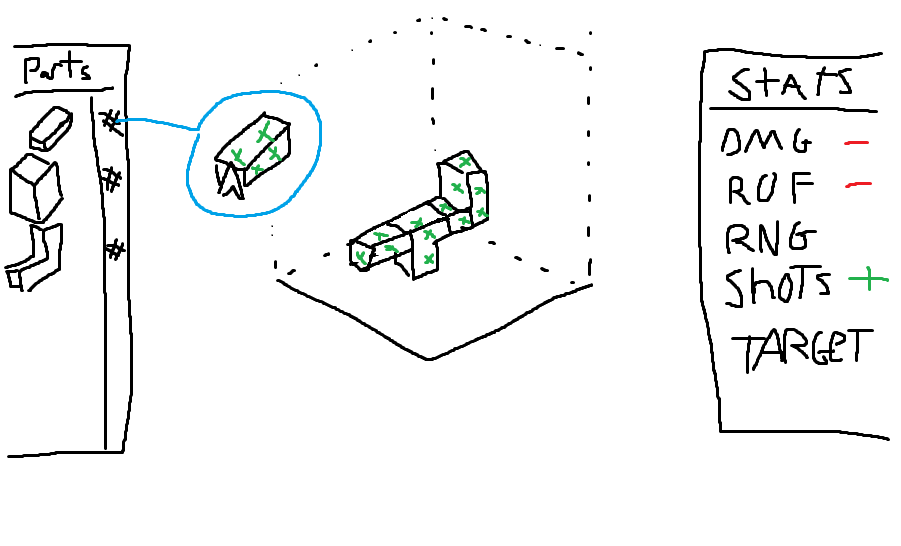 Parts
#
#
#
STATS
DMG -
ROF -
RNG
SHOTS +
TARGET